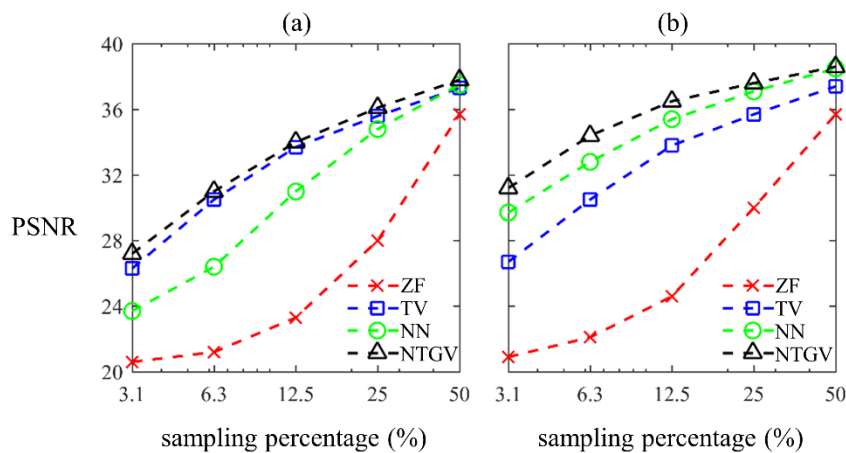 (a)
(b)
40
36
32
28
24
20
PSNR
ZF
TV
NN
NTGV
ZF
TV
NN
NTGV
3.1 6.3 12.5 25 50
3.1 6.3 12.5 25 50
sampling percentage (%)
sampling percentage (%)